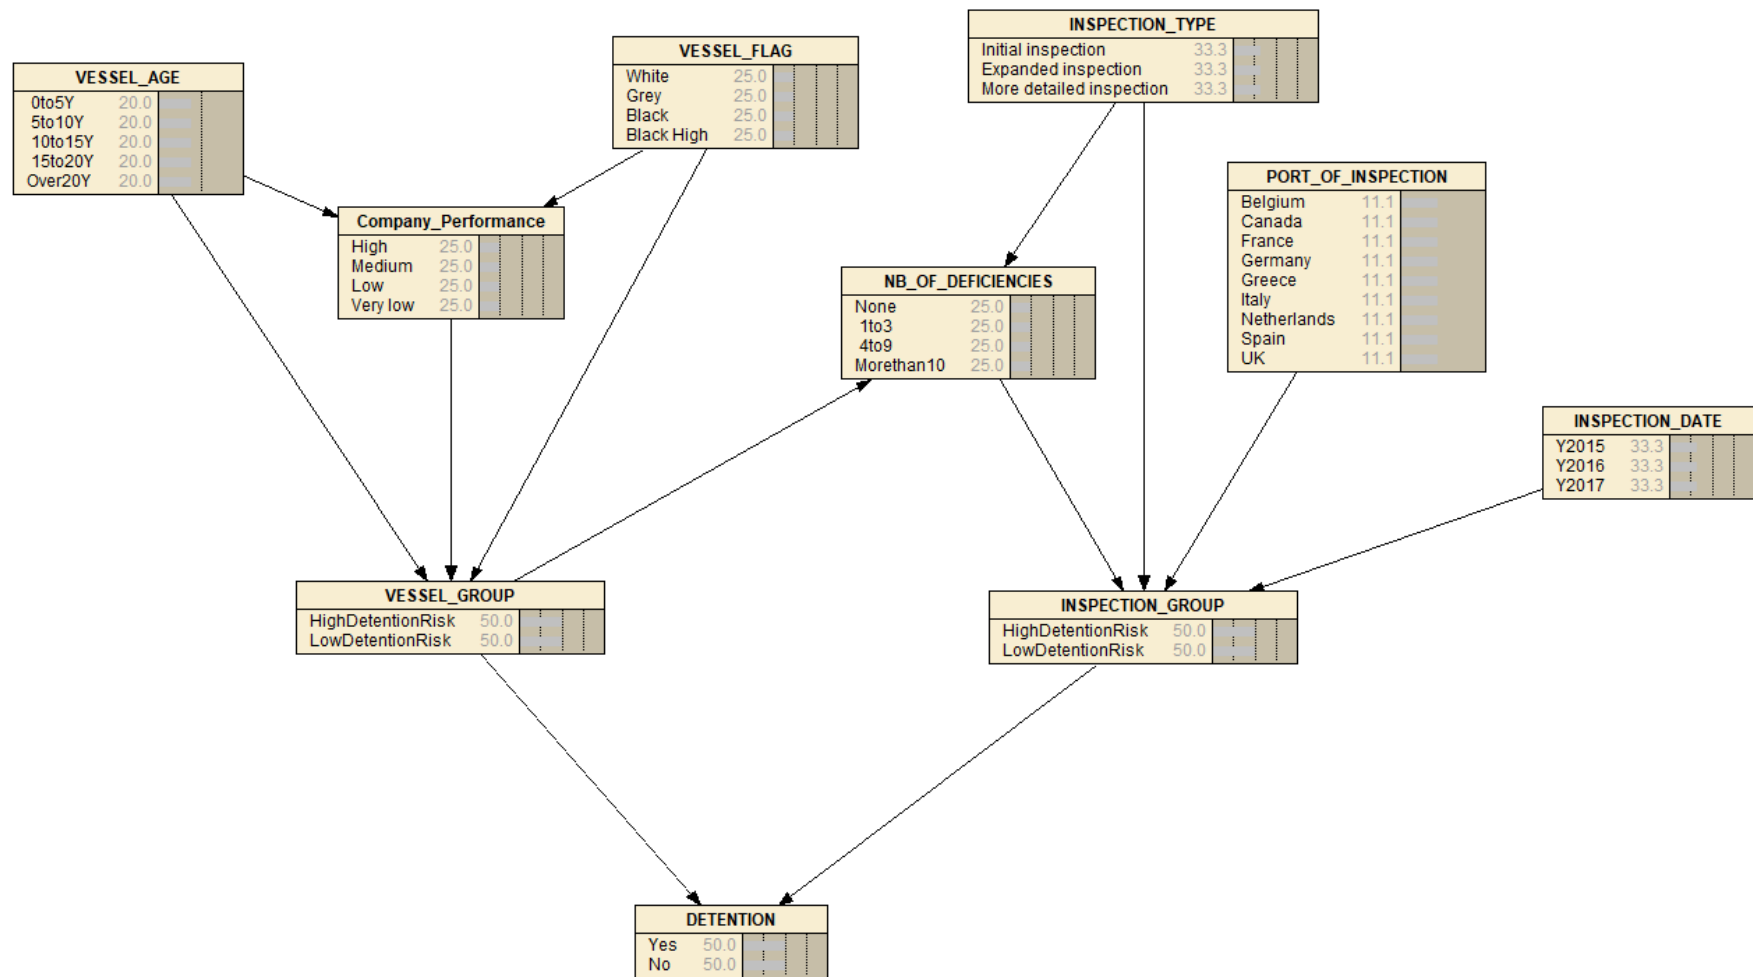 INSPECTION_TYPE
Initial inspection 33.3
Expanded inspection 33.3
More detailed inspection 33.3
VESSEL_FLAG
White 25.0
Grey 25.0
Black 25.0
Black High 25.0
VESSEL_AGE
0to5Y 20.0
5to10Y 20.0
10to15Y 20.0
15to20Y 20.0
Over20Y 20.0
PORT_OF_INSPECTION
Belgium 11.1
Canada 11.1
France 11.1
Germany 11.1
Greece 11.1
Italy 11.1
Netherlands 11.1
Spain 11.1
UK 11.1
Company_Performance
High 25.0
Medium 25.0
Low 25.0
Very low 25.0
NB_OF_DEFICIENCIES
None 25.0
1to3 25.0
4to9 25.0
Morethan10 25.0
INSPECTION_DATE
Y2015 33.3
Y2016 33.3
Y2017 33.3
VESSEL_GROUP
HighDetentionRisk 50.0
LowDetentionRisk 50.0
INSPECTION_GROUP
HighDetentionRisk 50.0
LowDetentionRisk 50.0
DETENTION
Yes 50.0
No 50.0